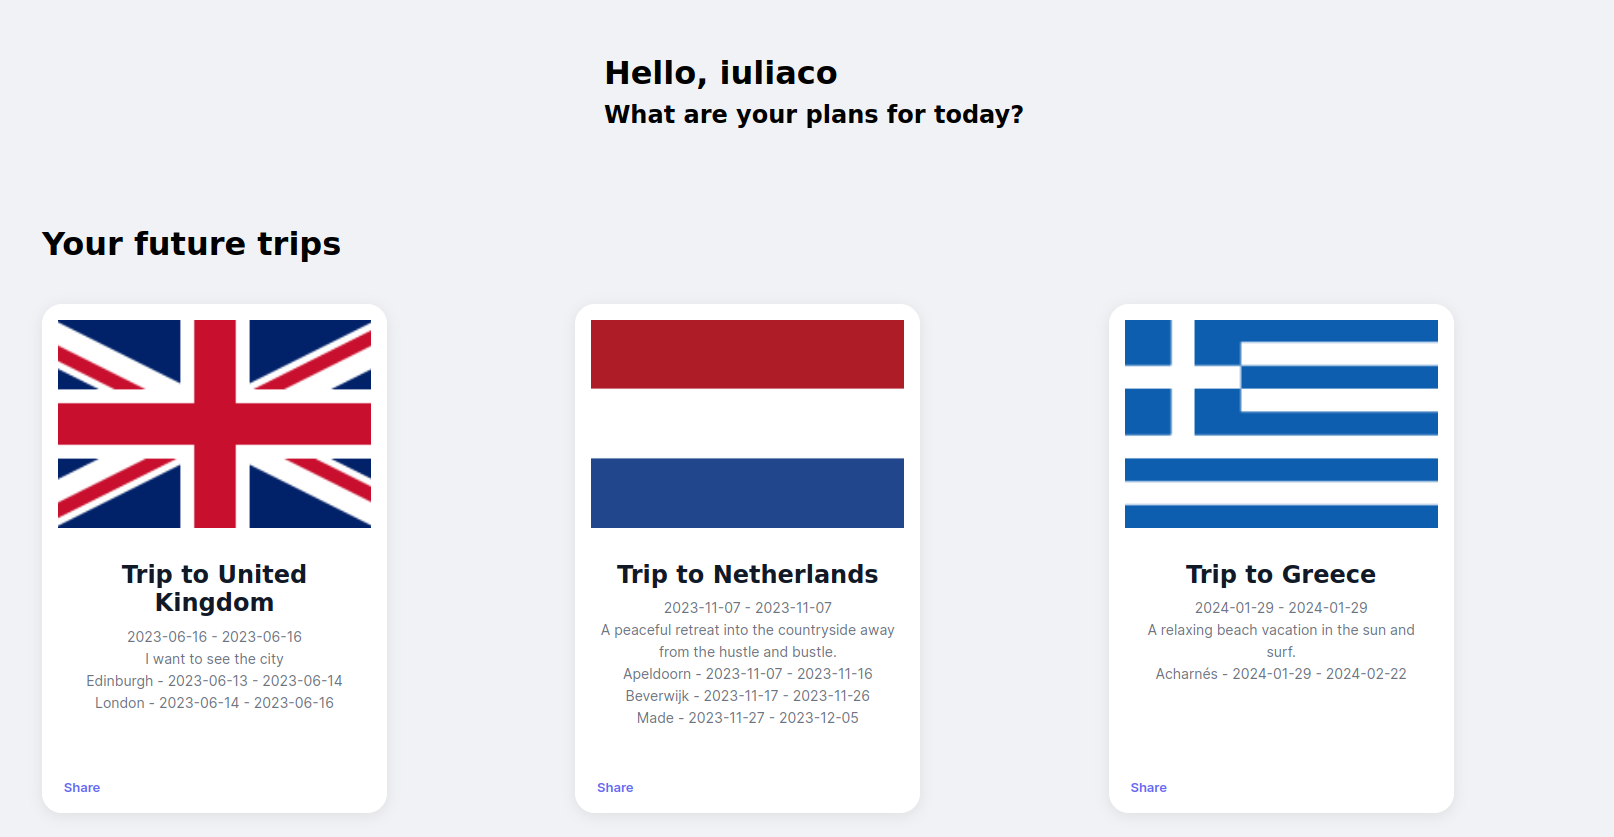 Hello, iuliaco
What are your plans for today?
Your future trips
Trip to United
Kingdom
2023-06-16 - 2023-06-16
I want to see the city
Edinburgh - 2023-06-13 - 2023-06-14
London - 2023-06-14 - 2023-06-16
Share
Trip to Netherlands
2023-11-07 - 2023-11-07
A peaceful retreat into the countryside away
from the hustle and bustle.
Apeldoorn - 2023-11-07 - 2023-11-16
Beverwijk - 2023-11-17 - 2023-11-26
Made - 2023-11-27 - 2023-12-05
Share
Trip to Greece
2024-01-29 - 2024-01-29
A relaxing beach vacation in the sun and
surf.
Acharnés - 2024-01-29 - 2024-02-22
Share